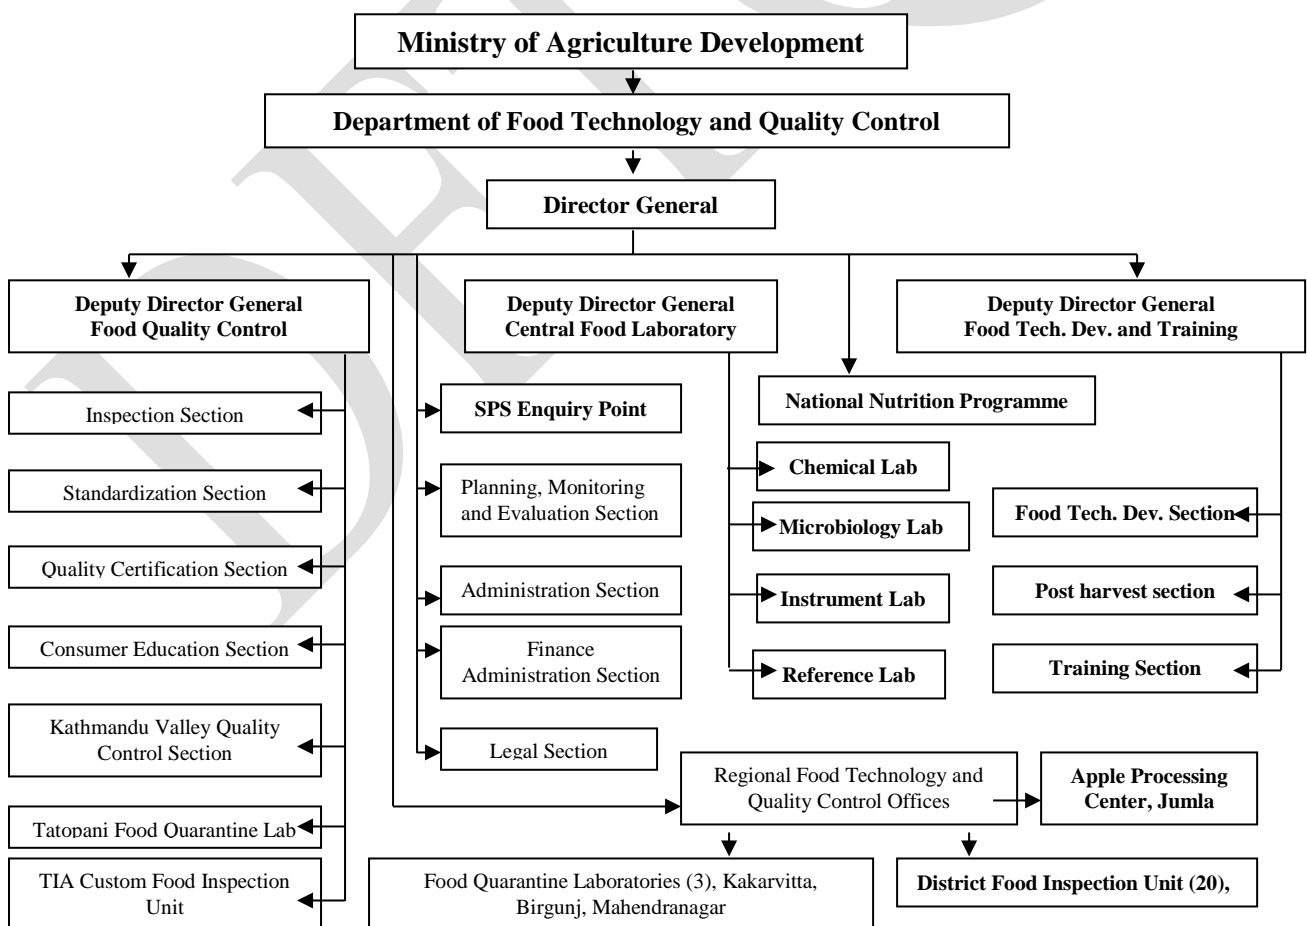 Ministry of Agriculture Development
Department of Food Technology and Quality Control
Director General
Deputy Director General
Food Quality Control
Deputy Director General
Central Food Laboratory
Deputy Director General
Food Tech. Dev. and Training
Inspection Section
Standardization Section
Quality Certification Section
Consumer Education Section
Kathmandu Valley Quality
Control Section
Tatopani Food Quarantine Lab
TIA Custom Food Inspection
Unit
SPS Enquiry Point
Planning, Monitoring
and Evaluation Section
Administration Section
Finance
Administration Section
Legal Section
National Nutrition Programme
Chemical Lab
Microbiology Lab
Instrument Lab
Reference Lab
Food Tech. Dev. Section
Post harvest section
Training Section
Regional Food Technology and
Quality Control Offices
Apple Processing
Center, Jumla
Food Quarantine Laboratories (3), Kakarvitta,
Birgunj, Mahendranagar
District Food Inspection Unit (20),